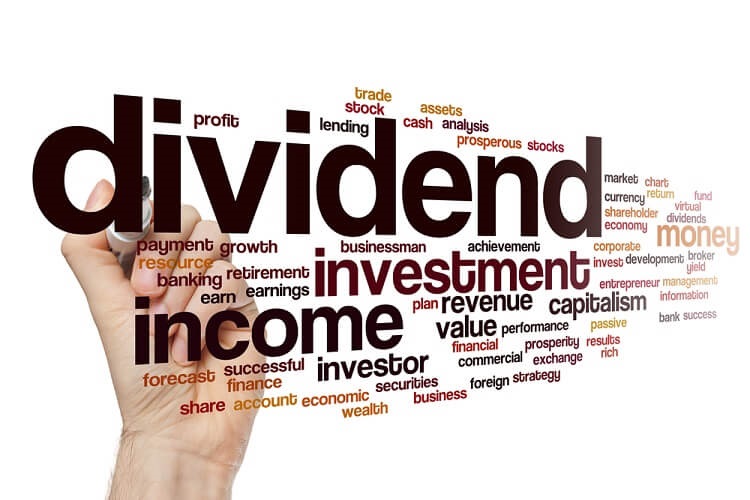 trade
stock
assets
profit
lending
cash
analysis
prosperous
stocks
dividend
market
chart
currency
return
fund
shareholder
virtual
economy
dividends
money
payment
growth
businessman
achievement
corporate
resource
banking
retirement
investment
invest
development
broker
yield
earn
earnings
entrepreneur
management
information
income
plan
revenue
capitalism
value
performance
passive
bank
success
financial
prosperity
results
commercial
exchange
rich
forecast
successful
investor
finance
securities
foreign
strategy
share
account
economic
business
wealth